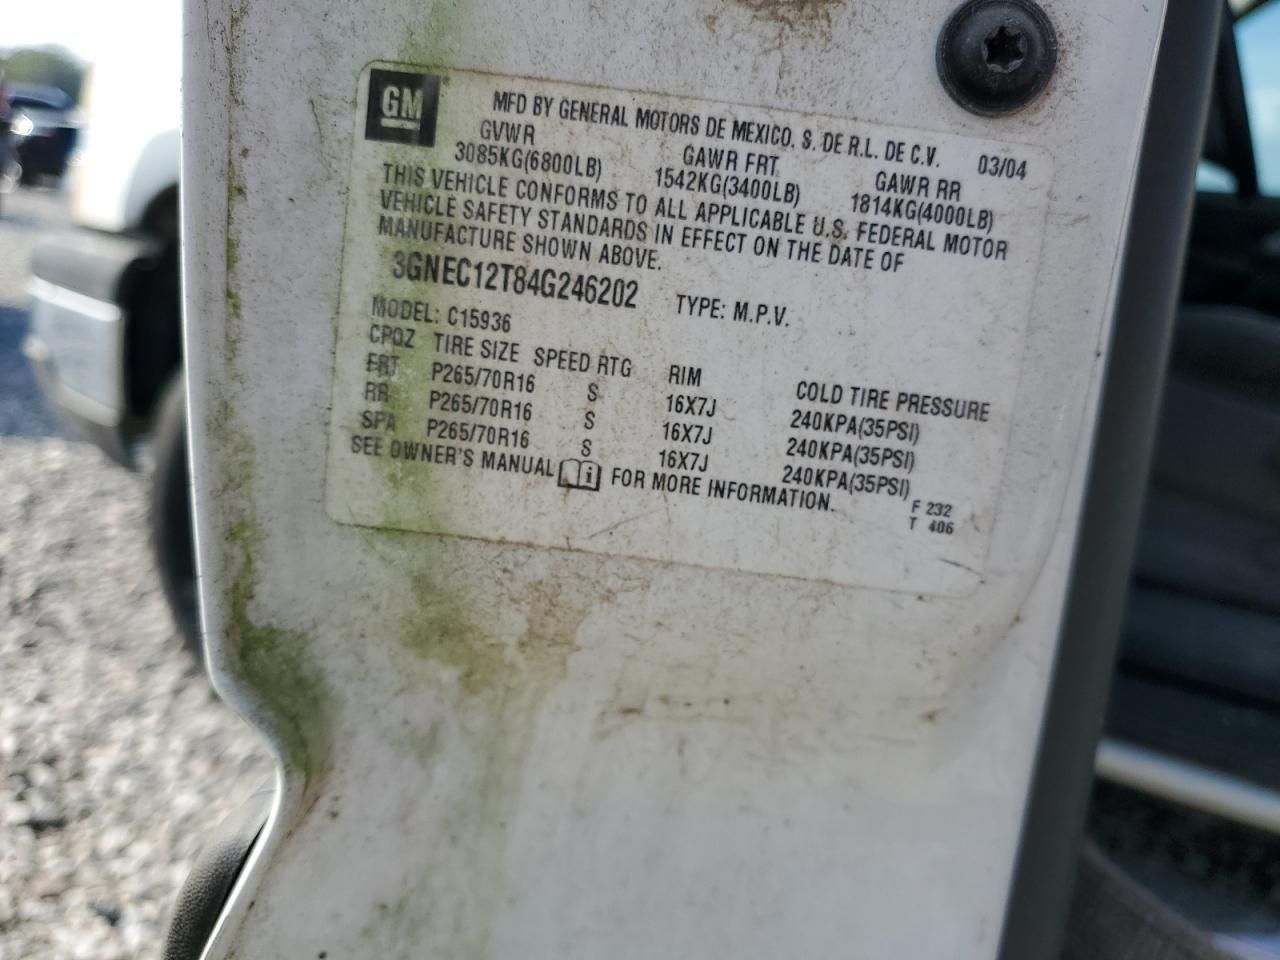 GM MFD BY GENERAL MOTORS DE MEXICO, S. DE R.L. DE C.V. 03/04
GVWR GAWR FRT GAWR RR
3085KG(6800LB) 1542KG(3400LB) 1814KG(4000LB)
THIS VEHICLE CONFORMS TO ALL APPLICABLE U.S. FEDERAL MOTOR
VEHICLE SAFETY STANDARDS IN EFFECT ON THE DATE OF
MANUFACTURE SHOWN ABOVE.
3GNEC12T84G246202 TYPE: M.P.V.
MODEL: C15936
CPOZ TIRE SIZE SPEED RTG RIM COLD TIRE PRESSURE
FRT P265/70R16 S 16X7J 240KPA(35PSI)
RR P265/70R16 S 16X7J 240KPA(35PSI)
SPA P265/70R16 S 16X7J 240KPA(35PSI)
SEE OWNER'S MANUAL i FOR MORE INFORMATION.
F 232
T 406